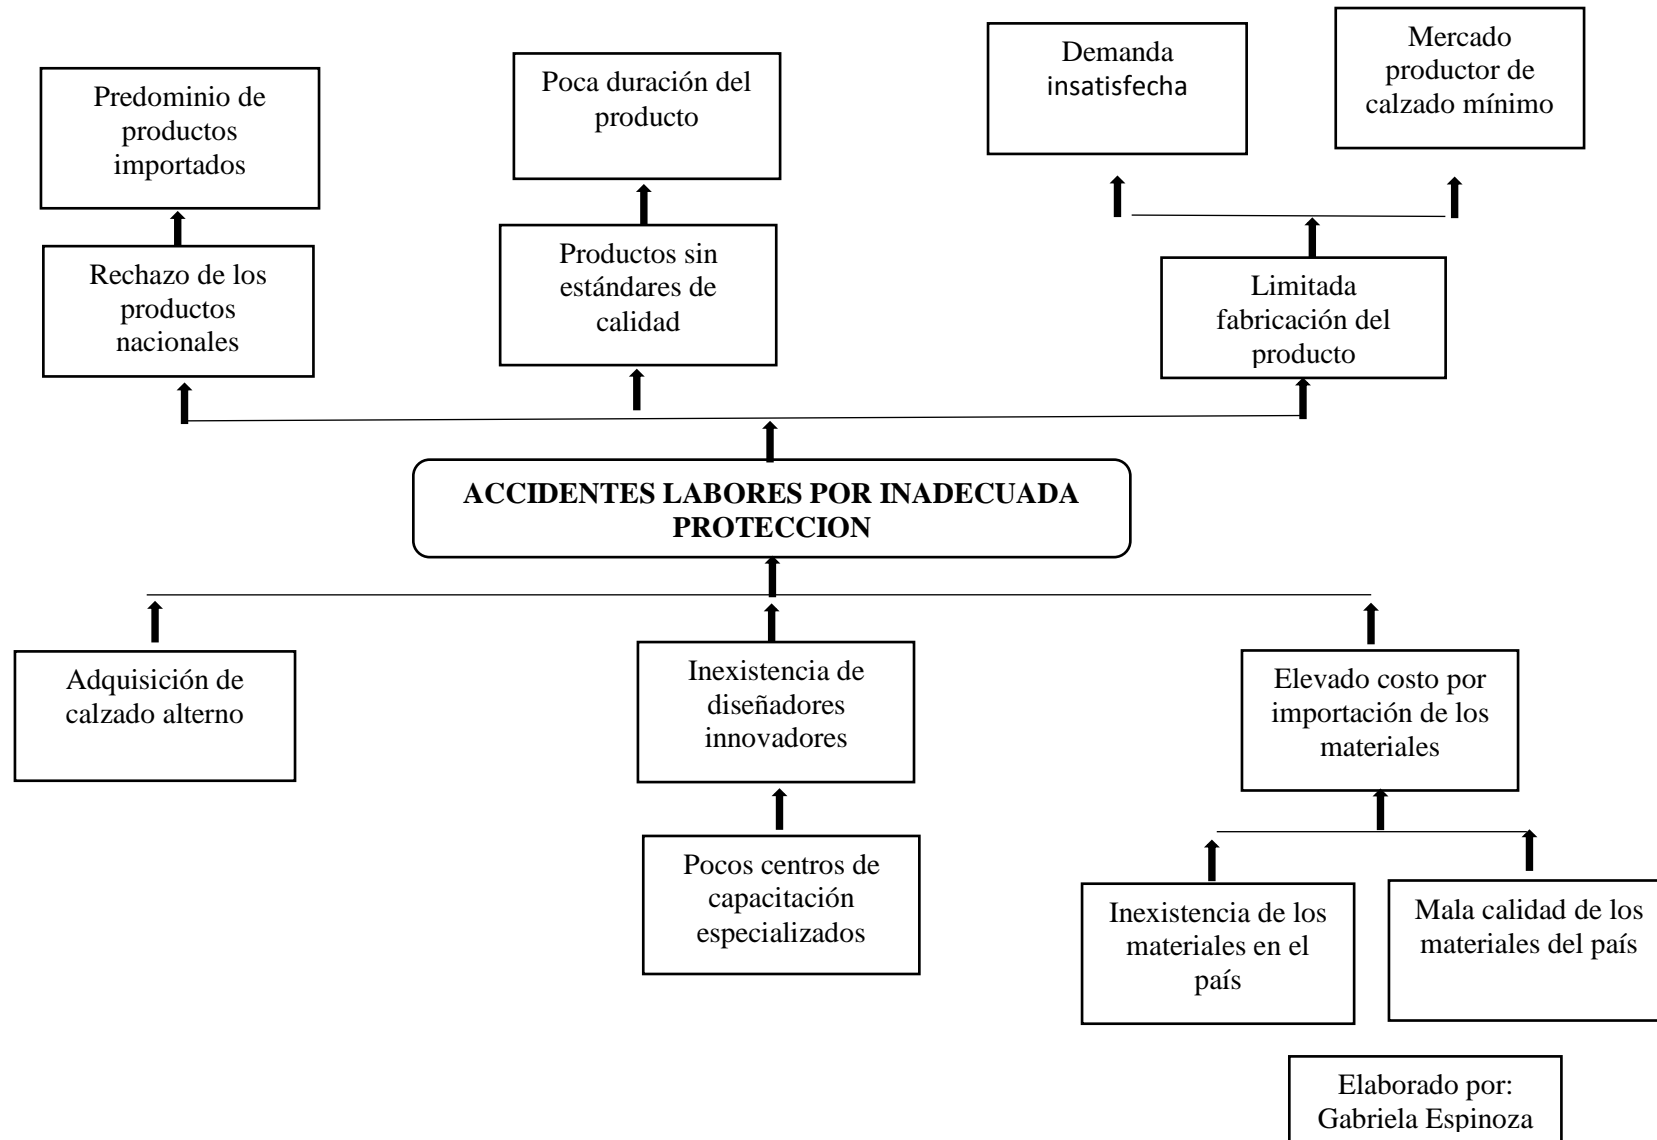 Predominio de
productos
importados
Poca duración del
producto
Demanda
insatisfecha
Mercado
productor de
calzado mínimo
Rechazo de los
productos
nacionales
Productos sin
estándares de
calidad
Limitada
fabricación del
producto
ACCIDENTES LABORES POR INADECUADA
PROTECCION
Adquisición de
calzado alterno
Inexistencia de
diseñadores
innovadores
Elevado costo por
importación de los
materiales
Pocos centros de
capacitación
especializados
Inexistencia de los
materiales en el
país
Mala calidad de los
materiales del país
Elaborado por:
Gabriela Espinoza